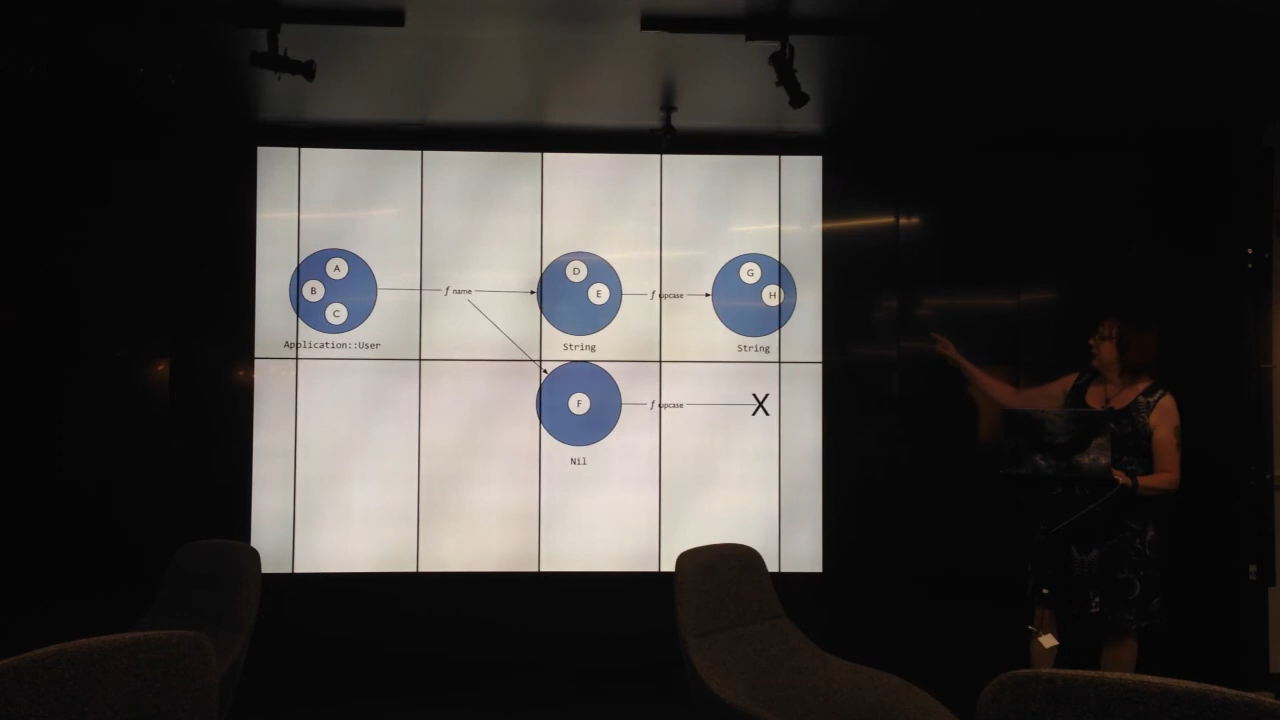 A
B
C
Application::User
ƒ name
D
E
String
ƒ upcase
G
H
String
F
Nil
ƒ upcase
X